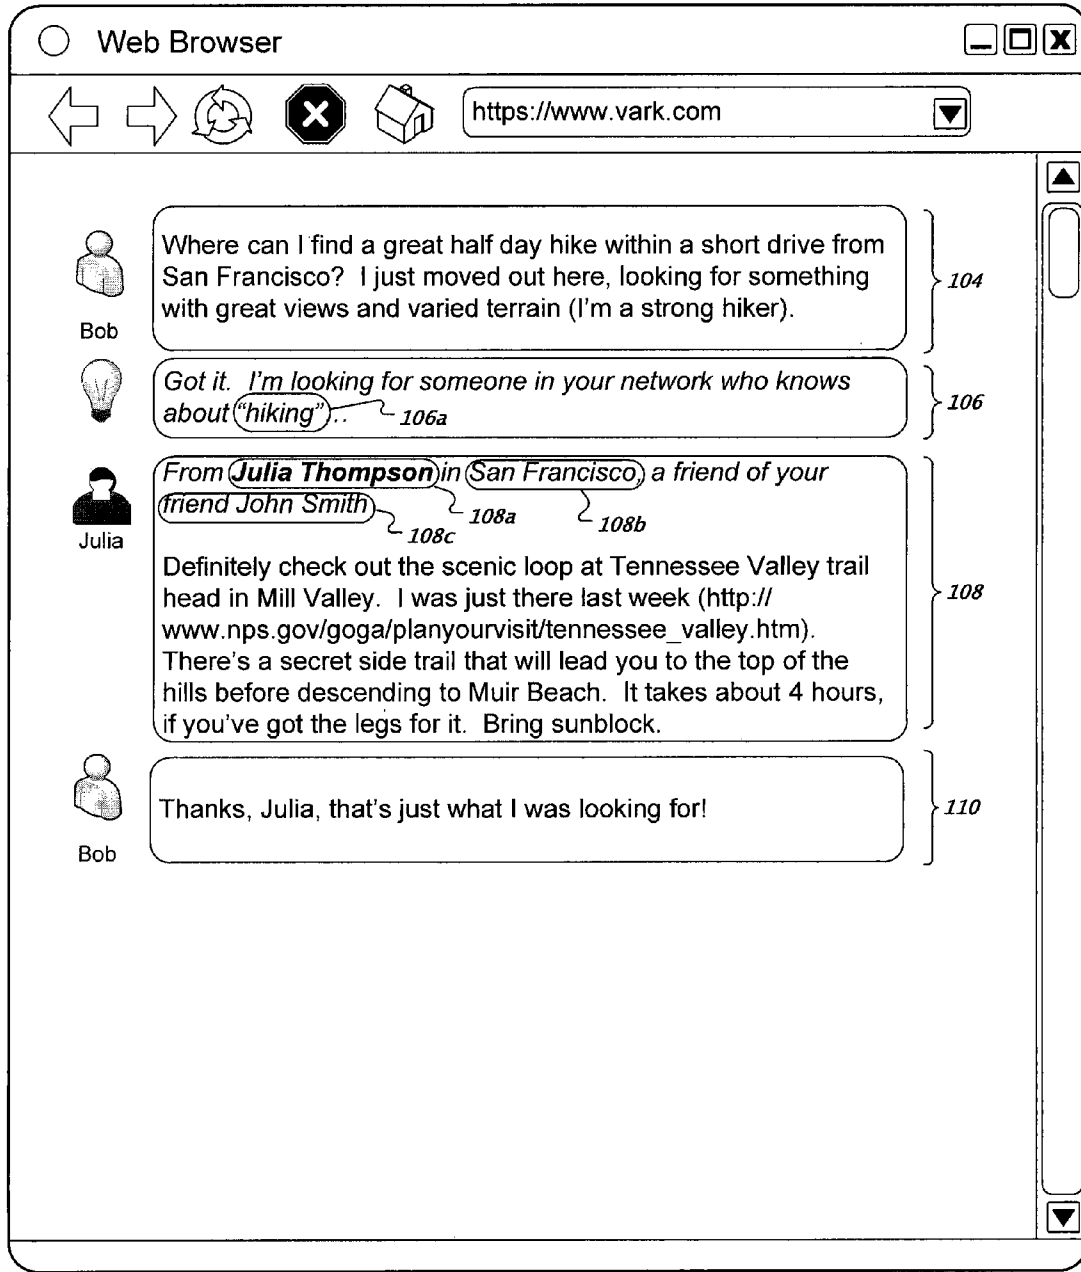 Web Browser
https://www.vark.com
Where can I find a great half day hike within a short drive from
San Francisco? I just moved out here, looking for something
with great views and varied terrain (I'm a strong hiker).
104
Bob
Got it. I'm looking for someone in your network who knows
about "hiking"...
106a
106
From Julia Thompson in San Francisco, a friend of your
friend John Smith
108a
108b
108c
Julia
Definitely check out the scenic loop at Tennessee Valley trail
head in Mill Valley. I was just there last week (http://
www.nps.gov/goga/planyourvisit/tennessee_valley.htm).
There's a secret side trail that will lead you to the top of the
hills before descending to Muir Beach. It takes about 4 hours,
if you've got the legs for it. Bring sunblock.
108
Thanks, Julia, that's just what I was looking for!
110
Bob